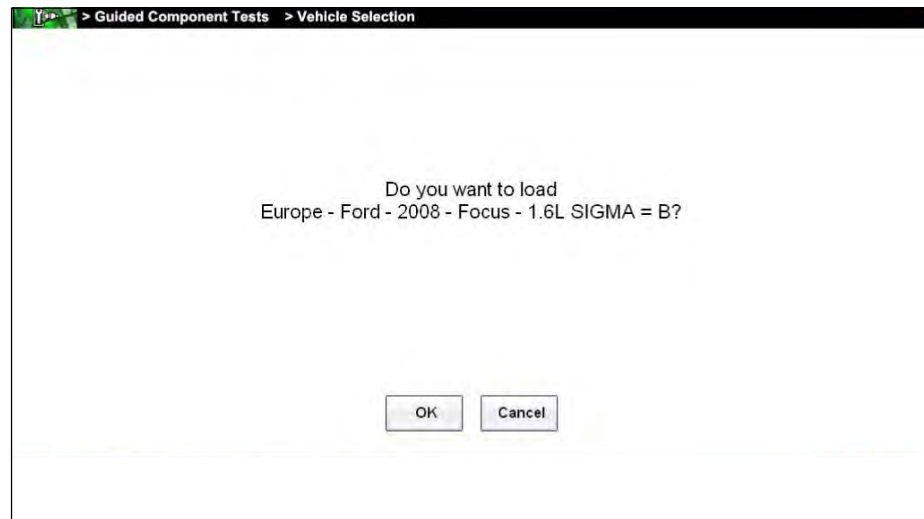 > Guided Component Tests > Vehicle Selection
Do you want to load
Europe - Ford - 2008 - Focus - 1.6L SIGMA = B?
OK Cancel